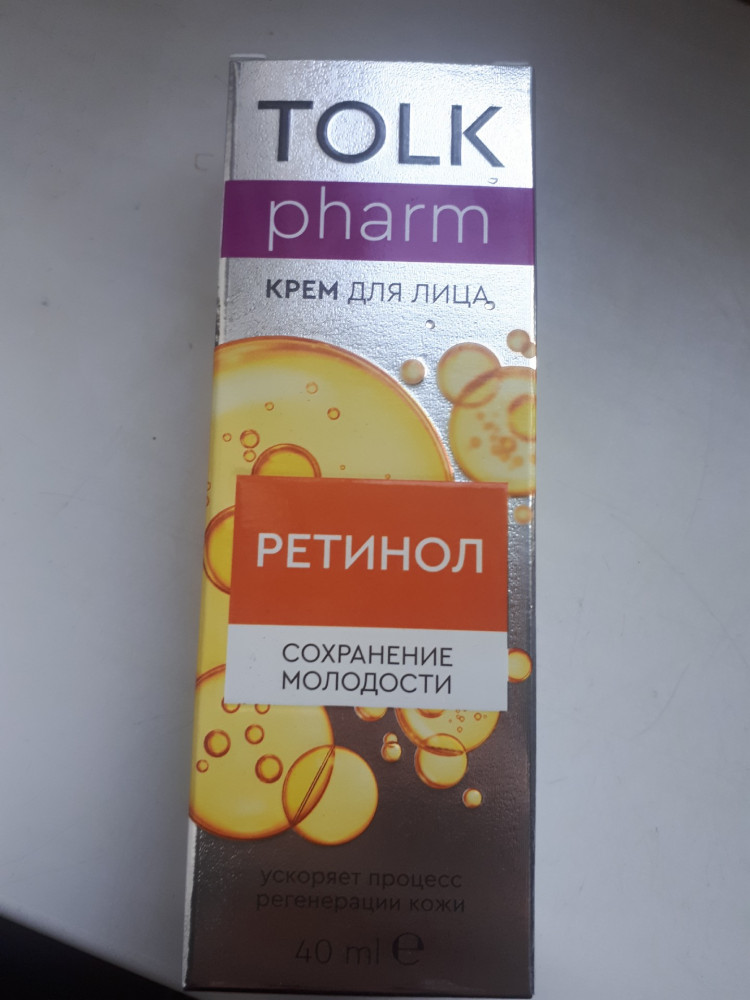 TOLK
pharm
КРЕМ ДЛЯ ЛИЦА
РЕТИНОЛ
СОХРАНЕНИЕ
МОЛОДОСТИ
ускоряет процесс
регенерации кожи
40 ml ℮